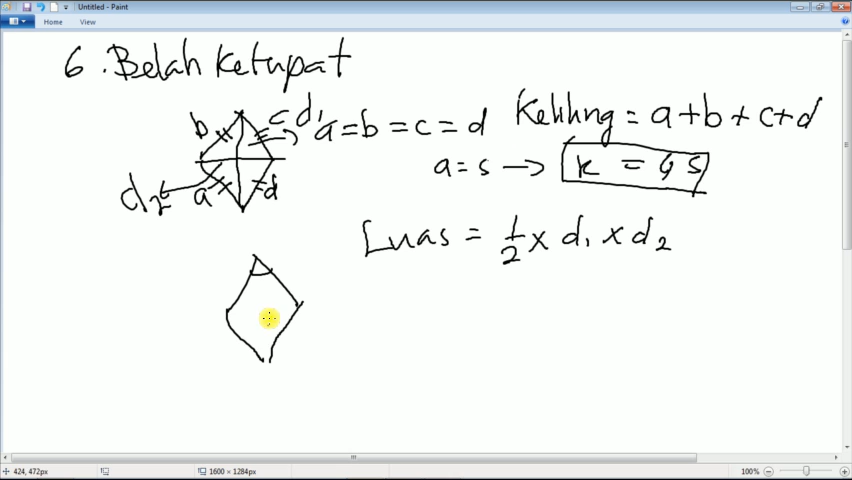 Untitled - Paint
Home View
6. Belah Ketupat
b c d1
a = b = c = d
Keliling = a + b + c + d
a = s → K = 4s
d2 a d
Luas = 1/2 x d1 x d2
424, 472px 1600 × 1284px 100%